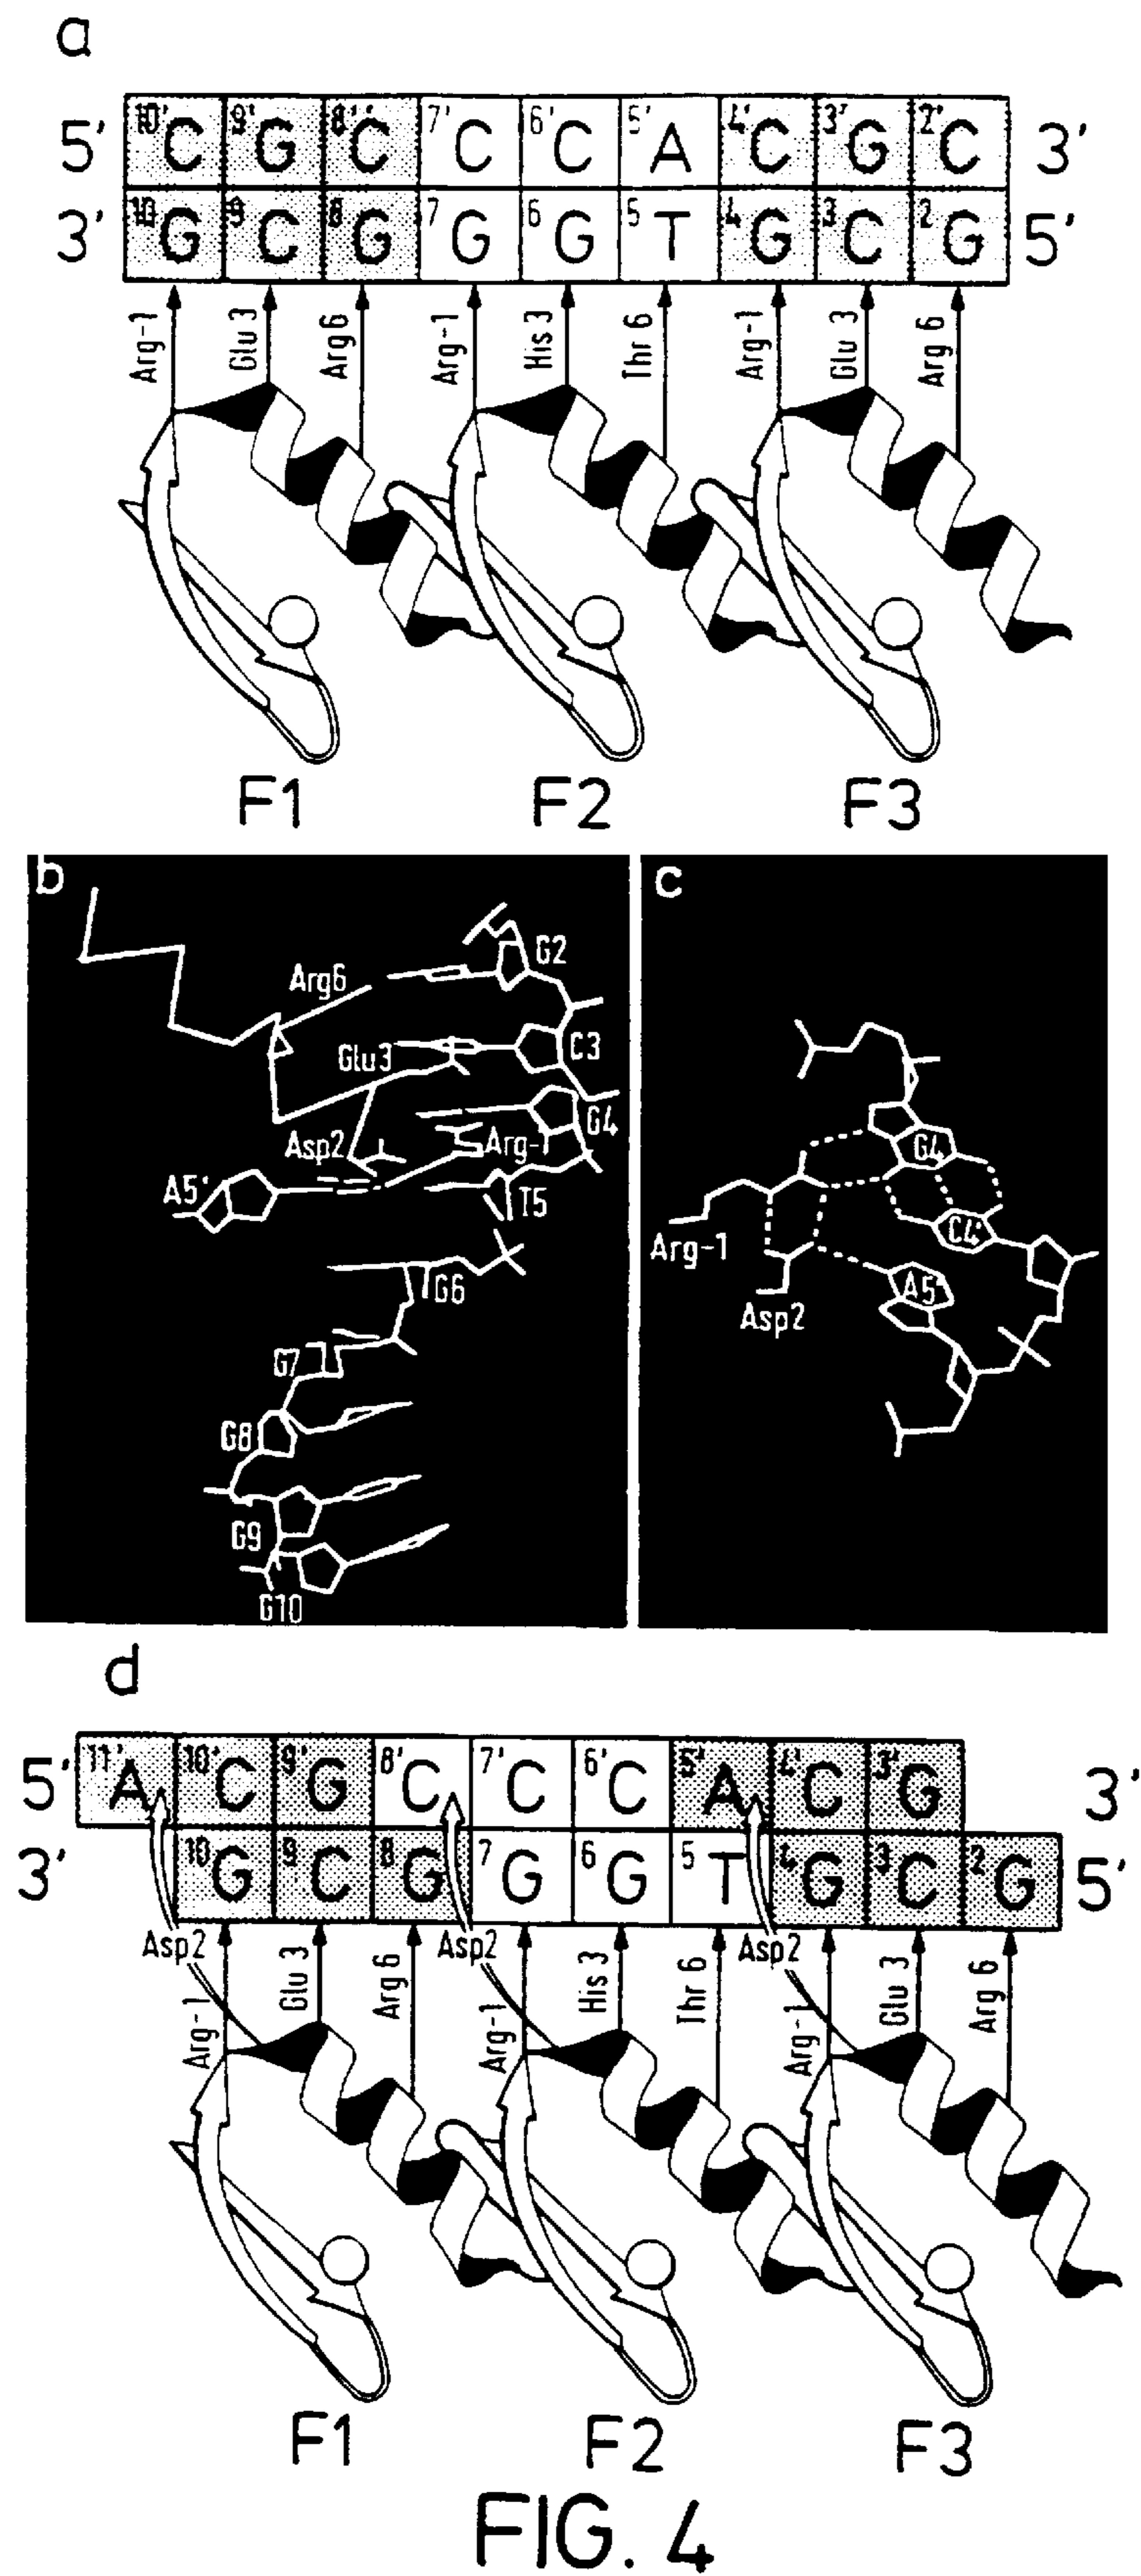 a
5' 10' C 9' G 8' C 7' C 6' C 5' A 4' C 3' G 2' C 3'
3' 10 G 9 C 8 G 7 G 6 G 5 T 4 G 3 C 2 G 5'
Arg-1 Glu 3 Arg 6 Arg-1 His 3 Thr 6 Arg-1 Glu 3 Arg 6
F1 F2 F3
b
G2
Arg6
Glu3 C3
G4
Asp2 Arg-1
A5' T5
G6
G7
G8
G9
G10
c
G4
Arg-1 C4'
A5'
Asp2
d
5' 11' A 10' C 9' G 8' C 7' C 6' C 5' A 4' C 3' G 3'
3' 10 G 9 C 8 G 7 G 6 G 5 T 4 G 3 C 2 G 5'
Asp2 Asp2 Asp2
Arg-1 Glu 3 Arg 6 Arg-1 His 3 Thr 6 Arg-1 Glu 3 Arg 6
F1 F2 F3
FIG. 4